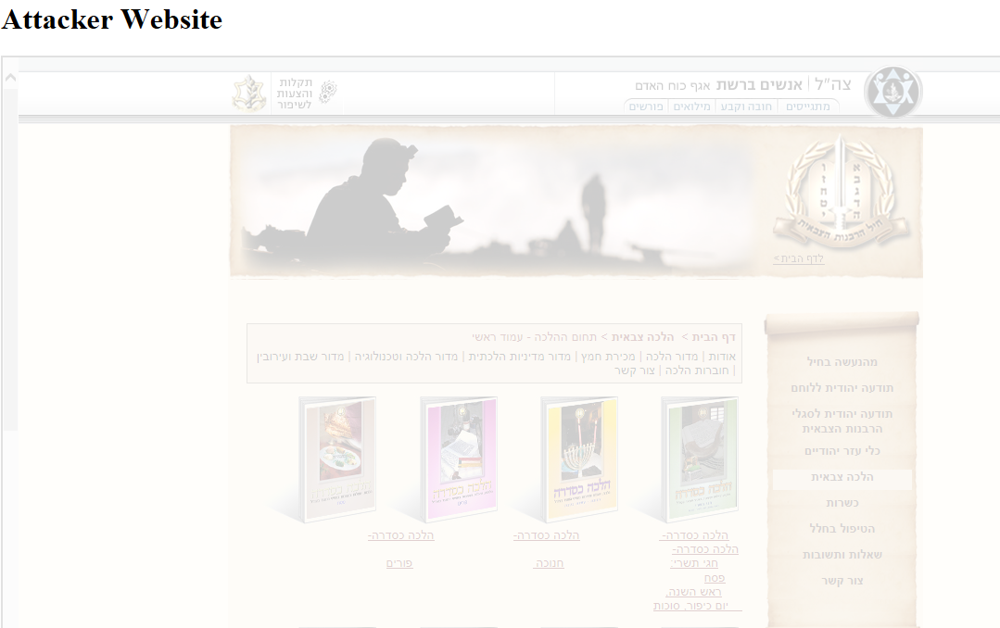 Attacker Website
צה"ל | אנשים ברשת אגף כוח האדם
מתגייסים | חובה וקבע | מילואים | פורשים
תקלות
והצעות
לשיפור
א ו
ב ז
ג ח
ד ט
ה י
חיל הרבנות הצבאית
לדף הבית>
דף הבית > הלכה צבאית > תחום ההלכה - עמוד ראשי
אודות | מדור הלכה | מכירת חמץ | מדור מדיניות הלכתית | מדור הלכה וטכנולוגיה | מדור שבת ועירובין
| חוברות הלכה | צור קשר
מהנעשה בחיל
תודעה יהודית ללוחם
תודעה יהודית לסגלי
הרבנות הצבאית
כלי עזר יהודיים
הלכה צבאית
כשרות
הטיפול בחלל
שאלות ותשובות
צור קשר
הלכה כסדרה
הלכה כסדרה
הלכה כסדרה
הלכה כסדרה
הלכה כסדרה-
הלכה כסדרה-
חגי תשרי:
פסח
ראש השנה,
יום כיפור, סוכות
הלכה כסדרה-
חנוכה
הלכה כסדרה-
פורים